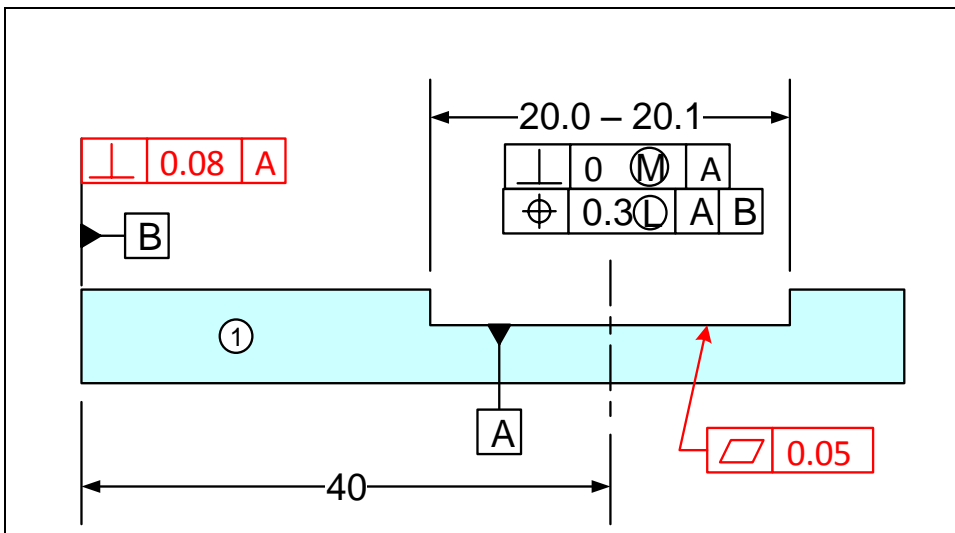 20.0 – 20.1
⊥ 0.08 A
⊥ 0 Ⓜ A
⌖ 0.3Ⓛ A B
B
①
A
⏥ 0.05
40